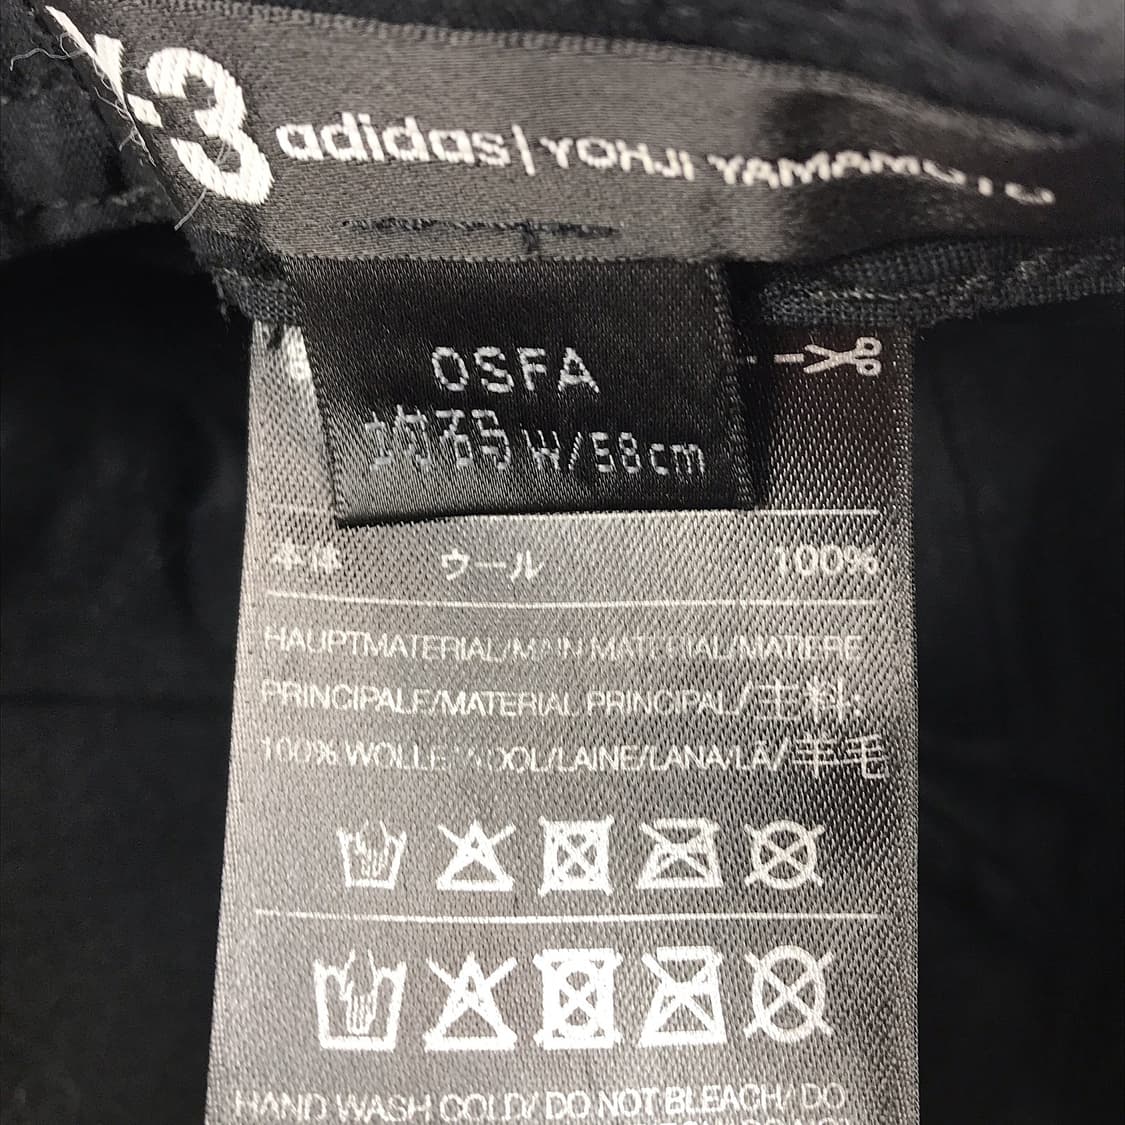 Y-3 adidas | YOHJI YAMAMOTO
OSFA
W/58cm
本体 ウール 100%
HAUPTMATERIAL/MAIN MATERIAL/MATIERE
PRINCIPALE/MATERIAL PRINCIPAL/主料:
100% WOLLE/WOOL/LAINE/LANA/LÃ/羊毛
HAND WASH COLD/ DO NOT BLEACH/ DO